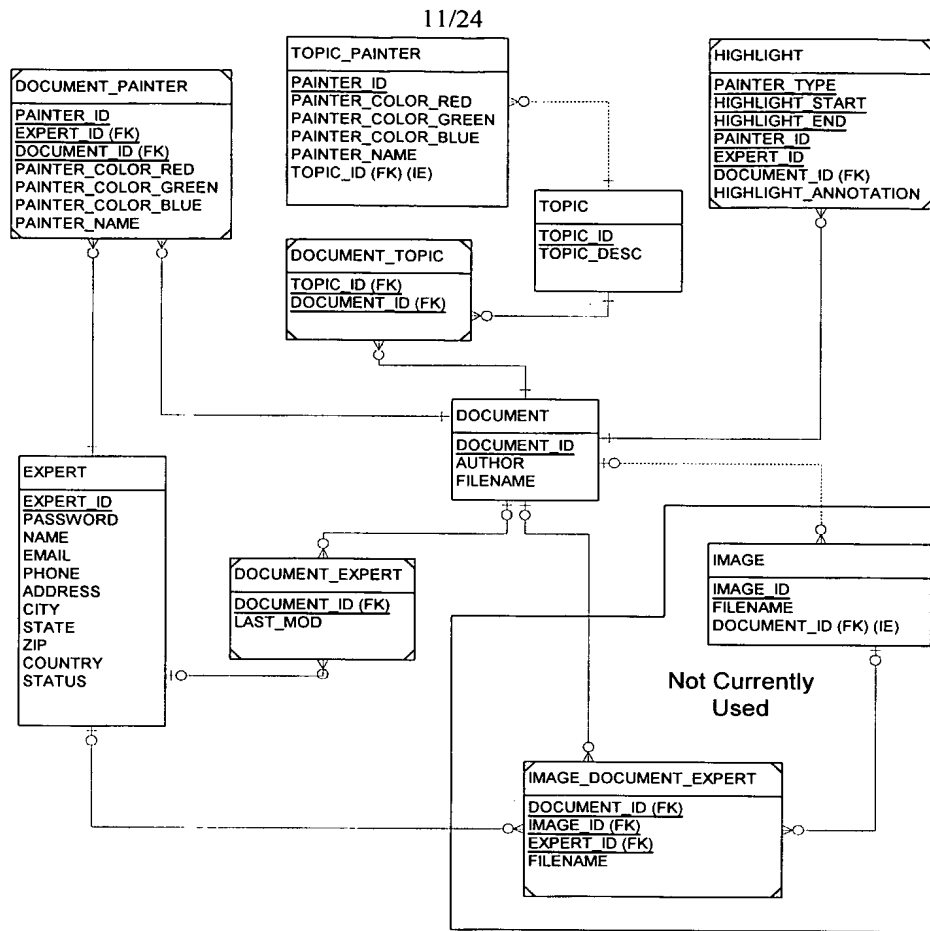 11/24
DOCUMENT_PAINTER
PAINTER_ID
EXPERT_ID (FK)
DOCUMENT_ID (FK)
PAINTER_COLOR_RED
PAINTER_COLOR_GREEN
PAINTER_COLOR_BLUE
PAINTER_NAME
TOPIC_PAINTER
PAINTER_ID
PAINTER_COLOR_RED
PAINTER_COLOR_GREEN
PAINTER_COLOR_BLUE
PAINTER_NAME
TOPIC_ID (FK) (IE)
HIGHLIGHT
PAINTER_TYPE
HIGHLIGHT_START
HIGHLIGHT_END
PAINTER_ID
EXPERT_ID
DOCUMENT_ID (FK)
HIGHLIGHT_ANNOTATION
TOPIC
TOPIC_ID
TOPIC_DESC
DOCUMENT_TOPIC
TOPIC_ID (FK)
DOCUMENT_ID (FK)
DOCUMENT
DOCUMENT_ID
AUTHOR
FILENAME
EXPERT
EXPERT_ID
PASSWORD
NAME
EMAIL
PHONE
ADDRESS
CITY
STATE
ZIP
COUNTRY
STATUS
DOCUMENT_EXPERT
DOCUMENT_ID (FK)
LAST_MOD
IMAGE
IMAGE_ID
FILENAME
DOCUMENT_ID (FK) (IE)
Not Currently
Used
IMAGE_DOCUMENT_EXPERT
DOCUMENT_ID (FK)
IMAGE_ID (FK)
EXPERT_ID (FK)
FILENAME